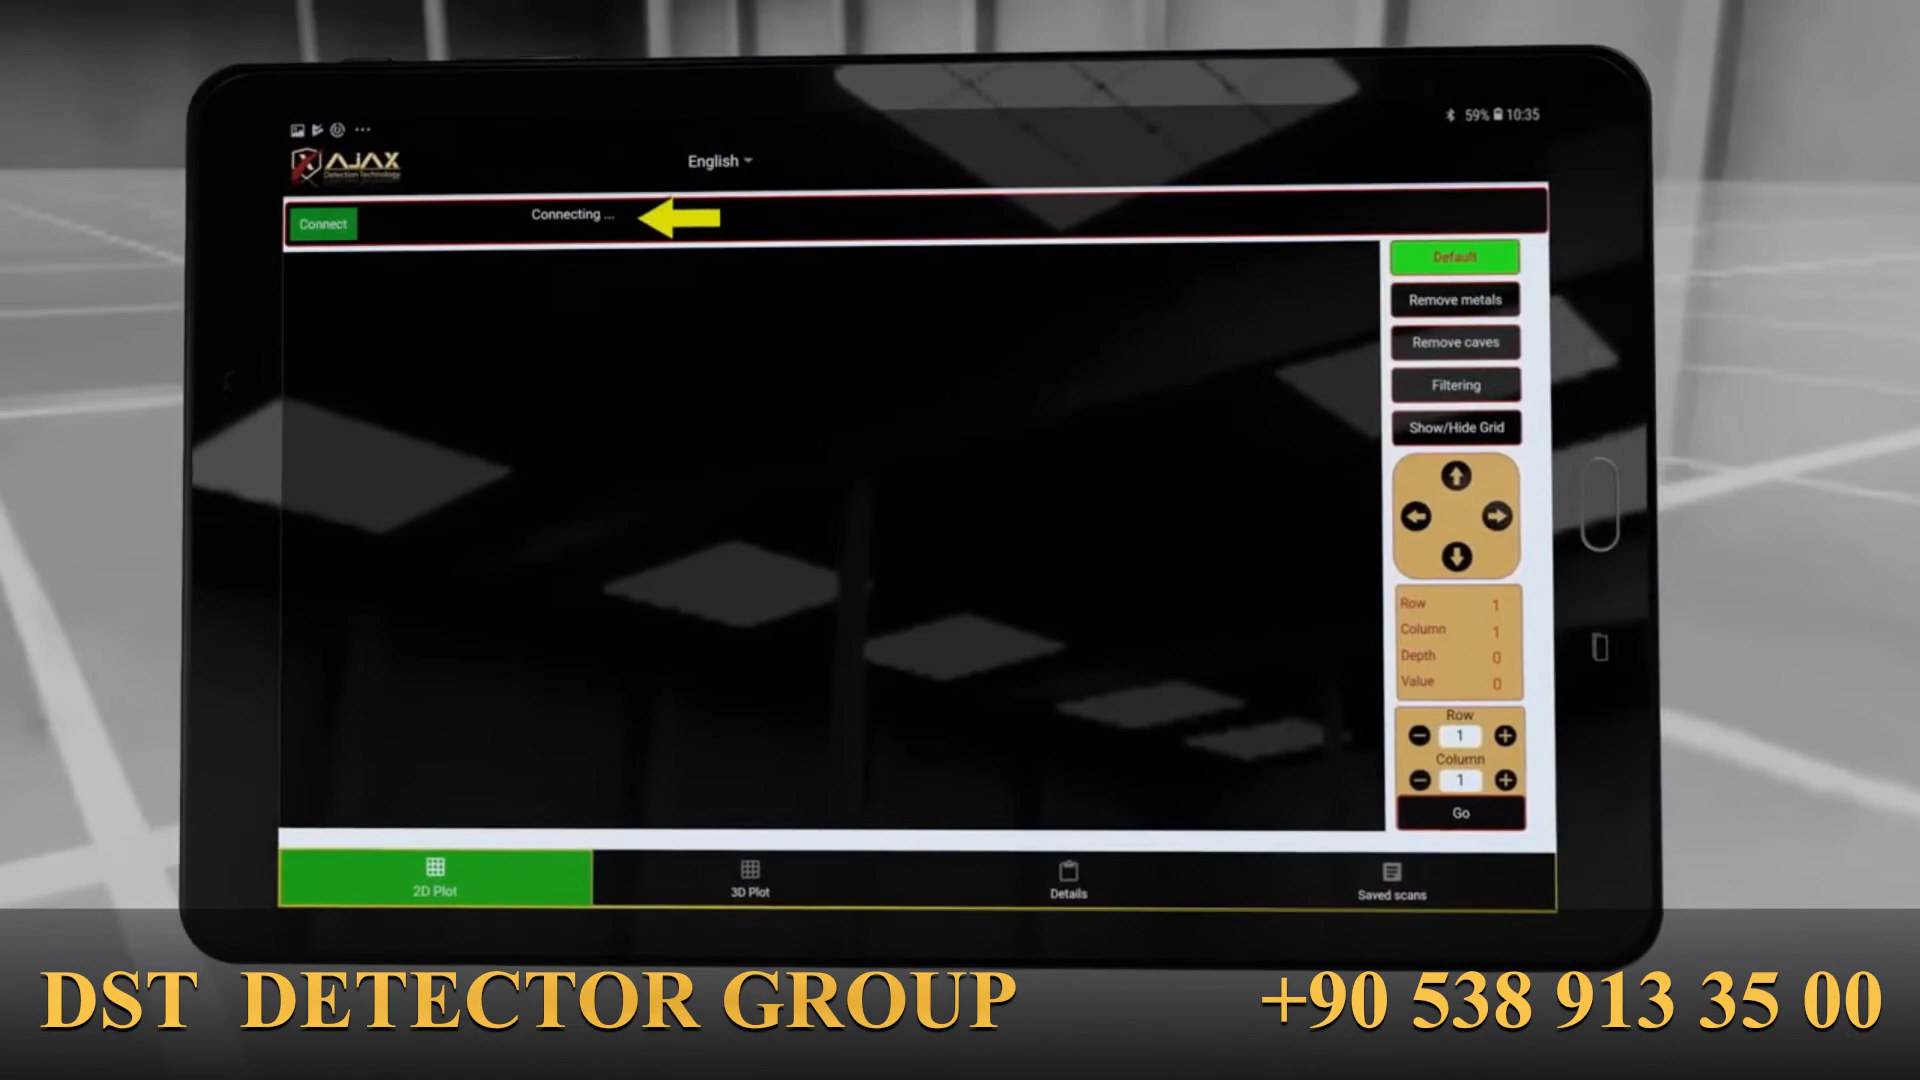 59% 10:35
AJAX
Detection Technology
English
Connect
Connecting ...
Default
Remove metals
Remove caves
Filtering
Show/Hide Grid
Row 1
Column 1
Depth 0
Value 0
Row
1
Column
1
Go
2D Plot
3D Plot
Details
Saved scans
DST DETECTOR GROUP
+90 538 913 35 00